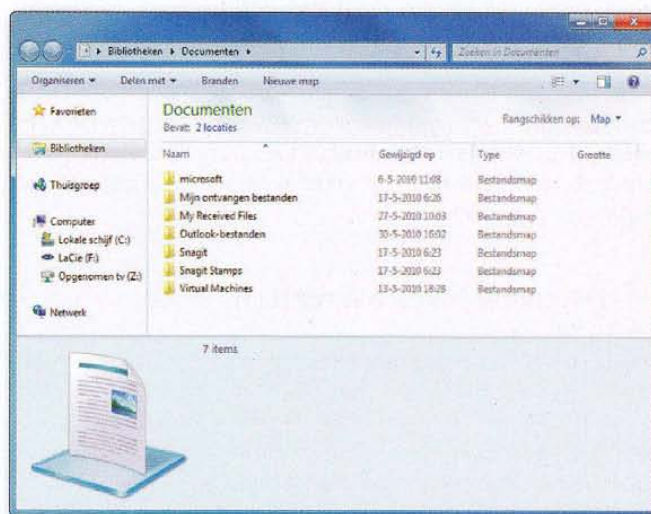 Bibliotheken ▸ Documenten ▸ Zoeken in Documenten
Organiseren Delen met Branden Nieuwe map
Favorieten
Bibliotheken
Thuisgroep
Computer
Lokale schijf (C:)
LaCie (F:)
Opgenomen tv (Z:)
Netwerk
Documenten
Bevat: 2 locaties
Rangschikken op: Map
Naam Gewijzigd op Type Grootte
microsoft 6-5-2010 11:08 Bestandsmap
Mijn ontvangen bestanden 17-5-2010 6:26 Bestandsmap
My Received Files 27-5-2010 10:03 Bestandsmap
Outlook-bestanden 30-5-2010 16:02 Bestandsmap
Snagit 17-5-2010 6:23 Bestandsmap
Snagit Stamps 17-5-2010 6:23 Bestandsmap
Virtual Machines 13-5-2010 18:28 Bestandsmap
7 items